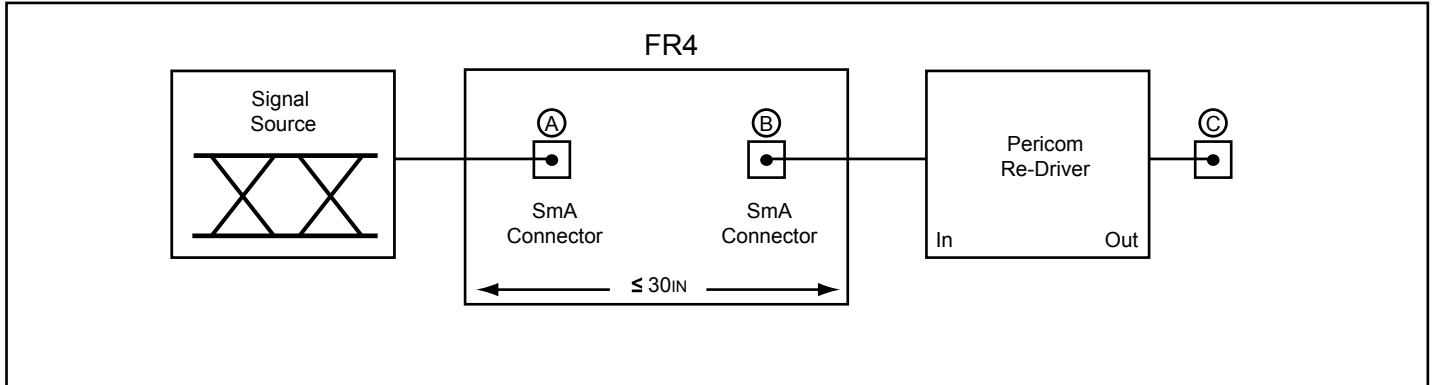 FR4
Signal
Source
A
B
C
SmA
Connector
SmA
Connector
Pericom
Re-Driver
In
Out
≤ 30IN